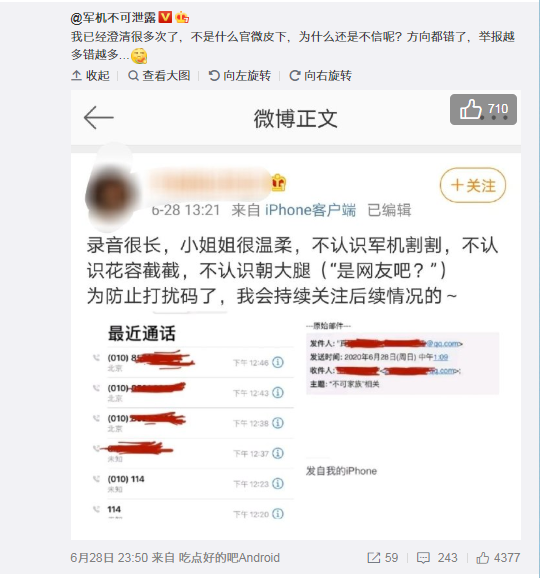 @军机不可泄露
我已经澄清很多次了，不是什么官微皮下，为什么还是不信呢？方向都错了，举报越
多错越多...
收起 查看大图 向左旋转 向右旋转
微博正文
710
+关注
6-28 13:21 来自 iPhone客户端 已编辑
录音很长，小姐姐很温柔，不认识军机割割，不认
识花容截截，不认识朝大腿（“是网友吧？”）
为防止打扰码了，我会持续关注后续情况的～
最近通话
(010) 8
北京
下午 12:46
(010)
北京
下午 12:43
(010)
北京
下午 12:38
未知
下午 12:37
(010) 114
未知
下午 12:23
114
下午 12:20
---原始邮件---
发件人: @qq.com>
发送时间: 2020年6月28日(周日) 中午1:09
收件人: qq.com>;
主题: "不可家族"相关
发自我的iPhone
6月28日 23:50 来自 吃点好的吧Android
59 243 4377